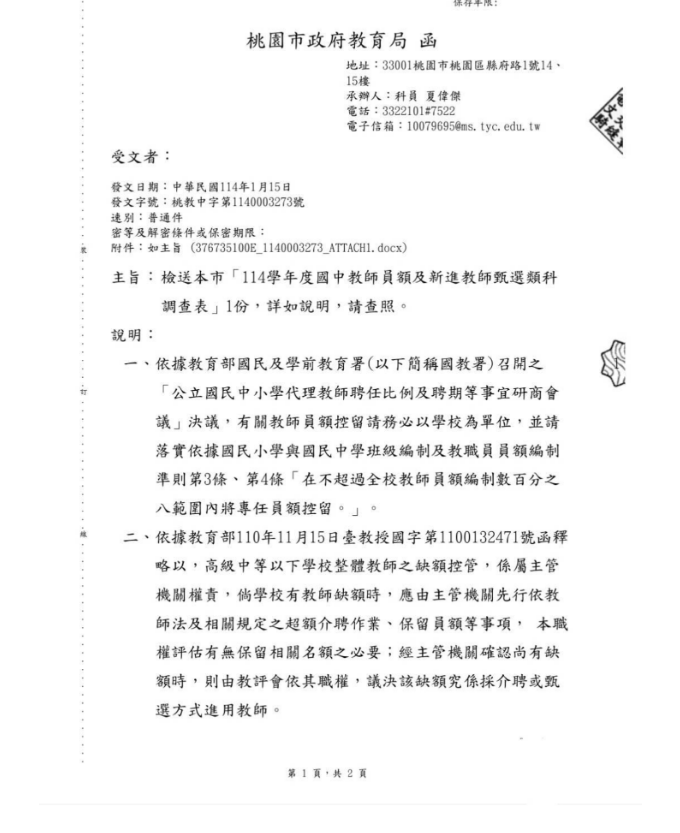 保存年限：
桃園市政府教育局 函
地址：33001桃園市桃園區縣府路1號14、
15樓
承辦人：科員 夏偉傑
電話：3322101#7522
電子信箱：10079695@ms.tyc.edu.tw
受文者：
發文日期：中華民國114年1月15日
發文字號：桃教中字第1140003273號
速別：普通件
密等及解密條件或保密期限：
附件：如主旨 (376735100E_1140003273_ATTACH1.docx)
主旨：檢送本市「114學年度國中教師員額及新進教師甄選類科
調查表」1份，詳如說明，請查照。
說明：
一、依據教育部國民及學前教育署(以下簡稱國教署)召開之
「公立國民中小學代理教師聘任比例及聘期等事宜研商會
議」決議，有關教師員額控留請務必以學校為單位，並請
落實依據國民小學與國民中學班級編制及教職員員額編制
準則第3條、第4條「在不超過全校教師員額編制數百分之
八範圍內將專任員額控留。」。
二、依據教育部110年11月15日臺教授國字第1100132471號函釋
略以，高級中等以下學校整體教師之缺額控管，係屬主管
機關權責，倘學校有教師缺額時，應由主管機關先行依教
師法及相關規定之超額介聘作業、保留員額等事項， 本職
權評估有無保留相關名額之必要；經主管機關確認尚有缺
額時，則由教評會依其職權，議決該缺額究係採介聘或甄
選方式進用教師。
裝
訂
線
第 1 頁，共 2 頁